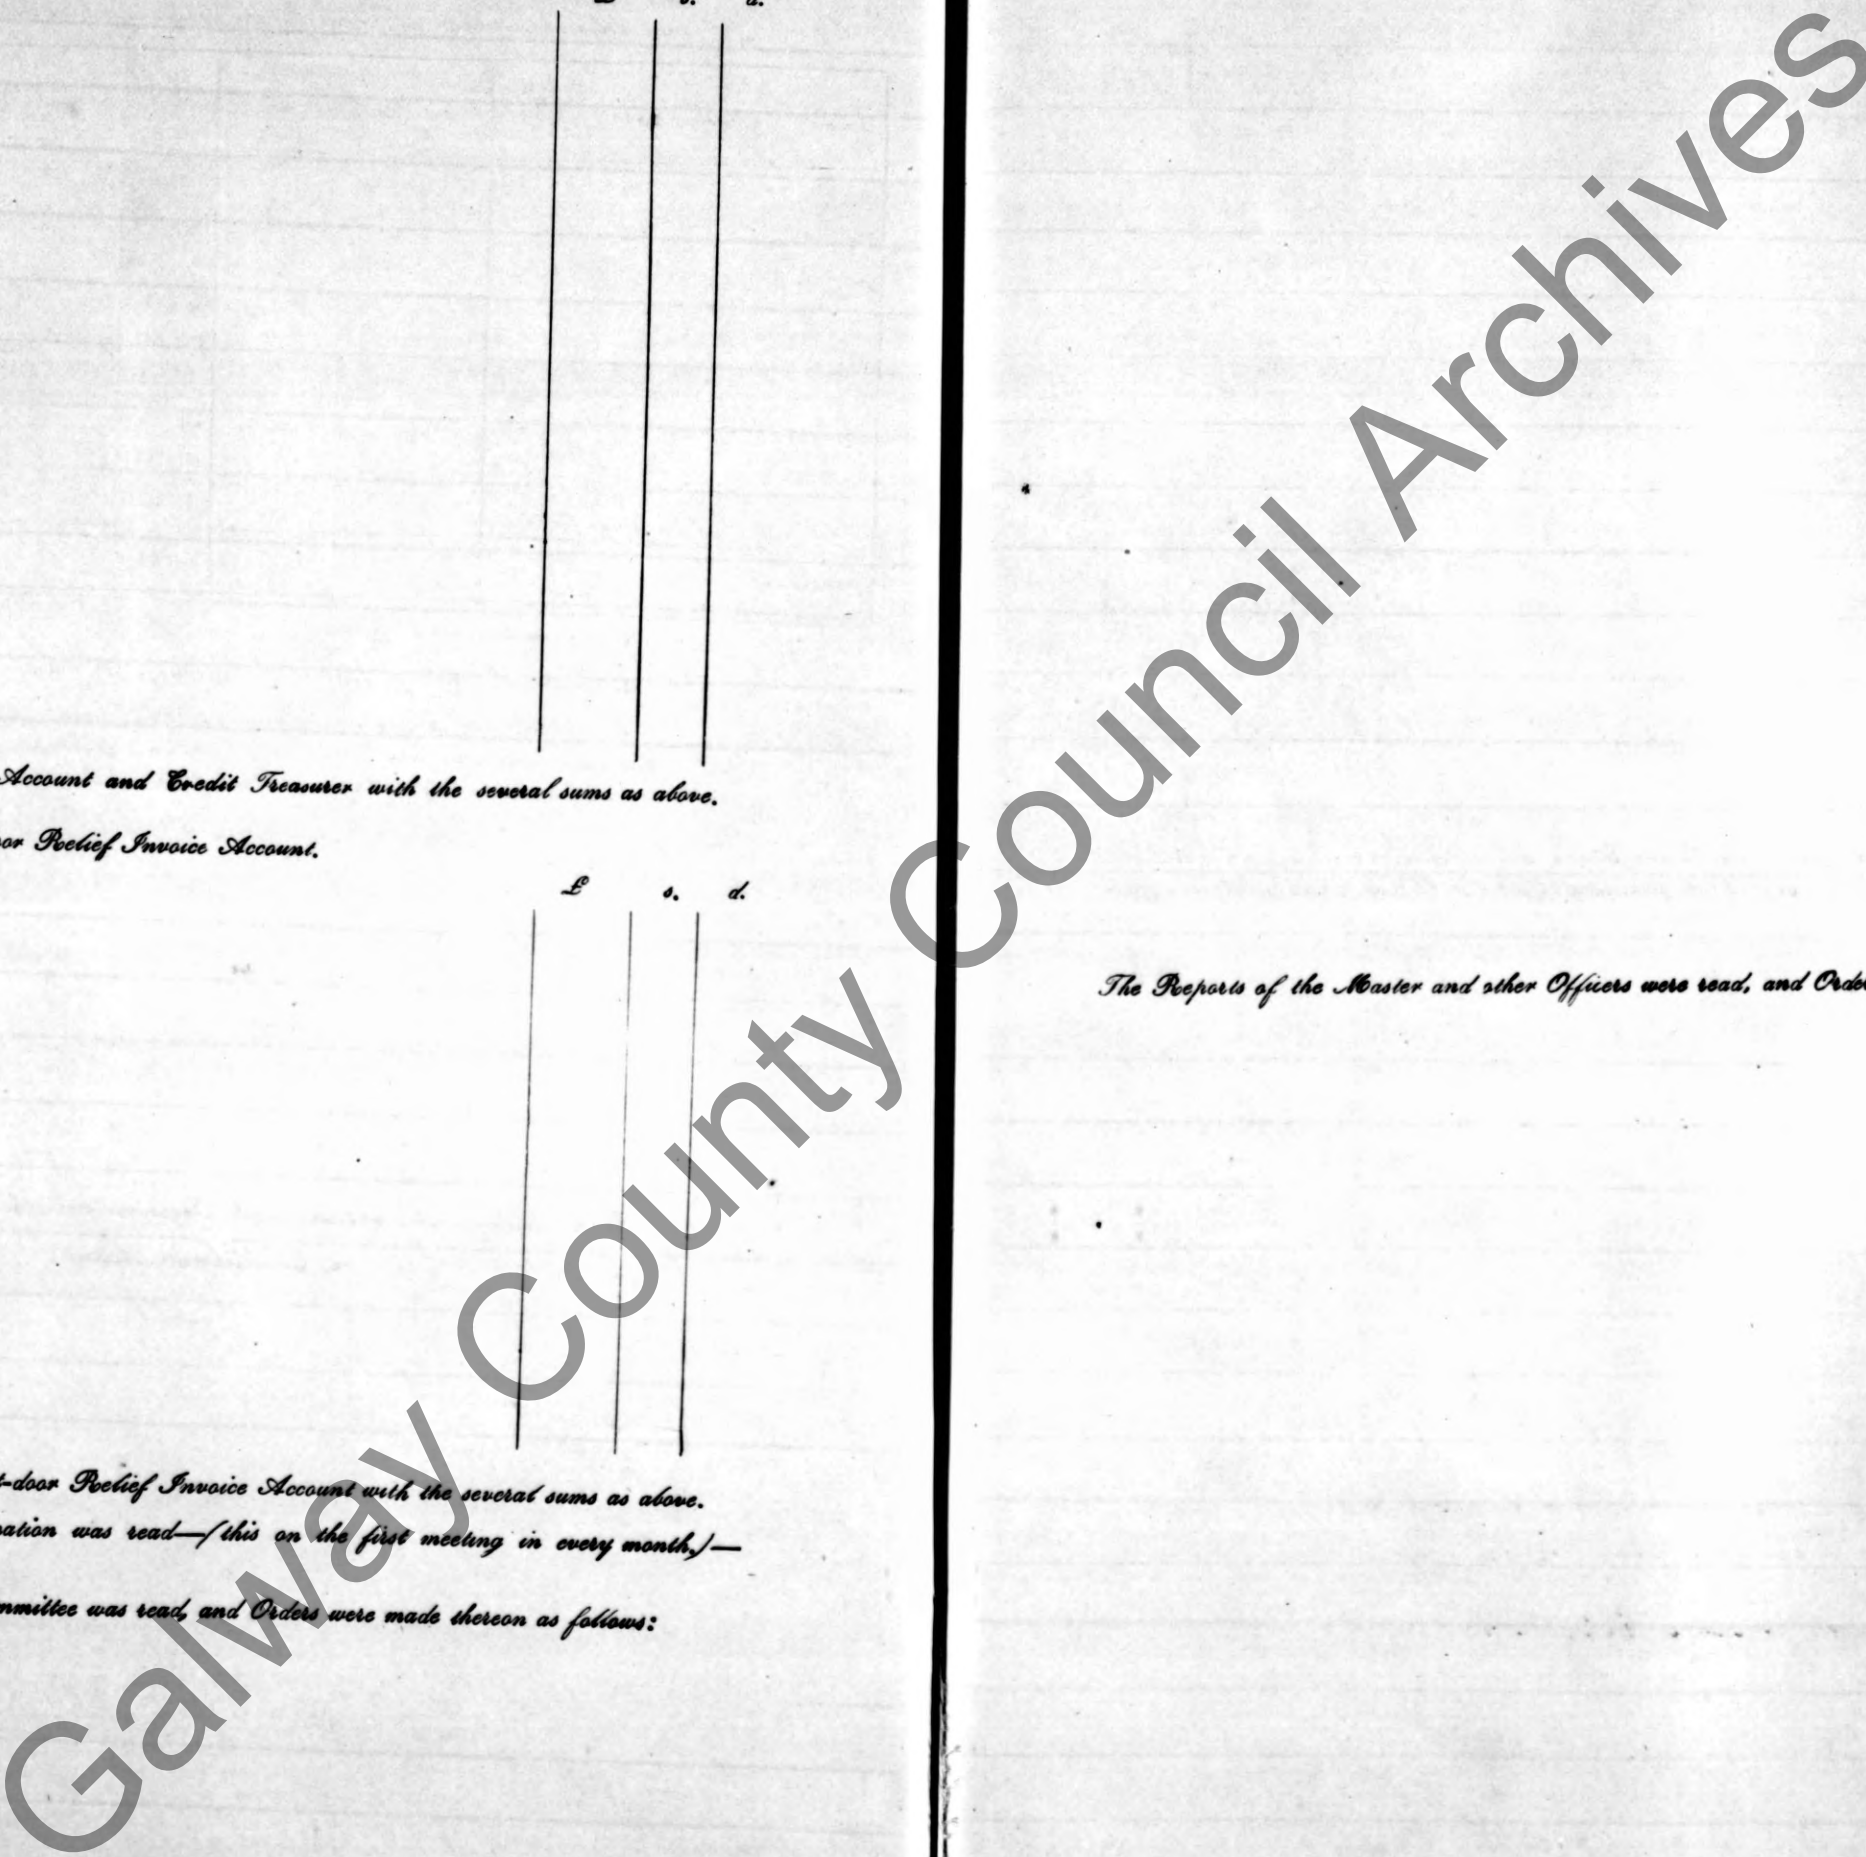 £ s. d.
Account and Credit Treasurer with the several sums as above.
or Relief Invoice Account.
£ s. d.
t-door Relief Invoice Account with the several sums as above.
ation was read—(this on the first meeting in every month.)—
mmittee was read, and Orders were made thereon as follows:
The Reports of the Master and other Officers were read, and Orde
Galway County Council Archives